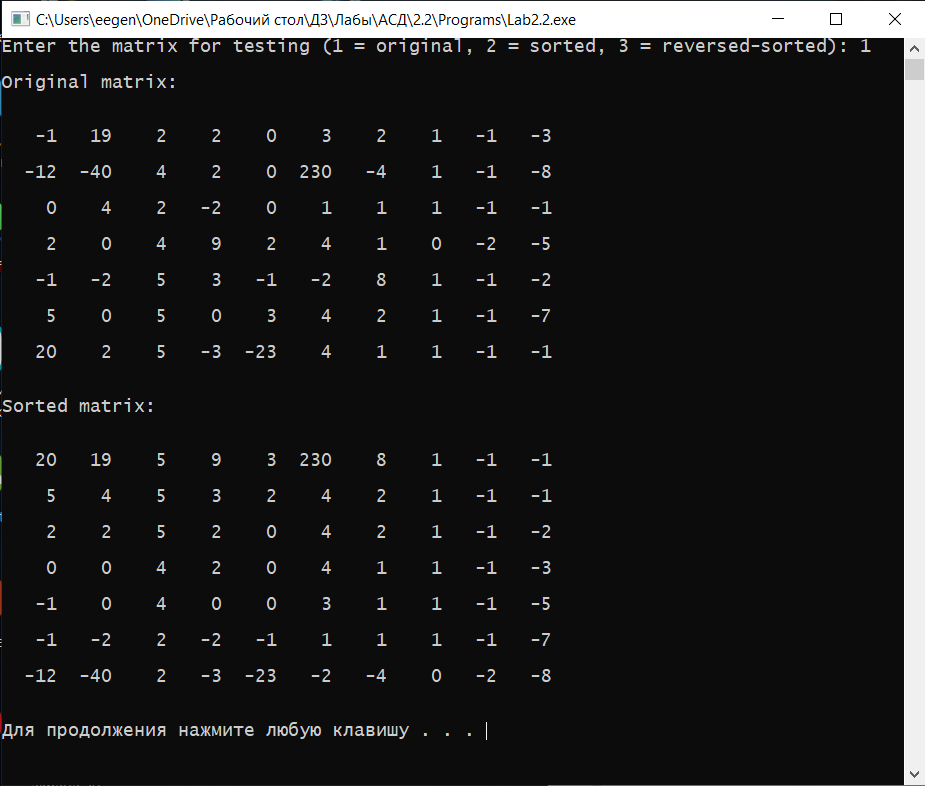 C:\Users\eegen\OneDrive\Рабочий стол\ДЗ\Лабы\АСД\2.2\Programs\Lab2.2.exe
Enter the matrix for testing (1 = original, 2 = sorted, 3 = reversed-sorted): 1
Original matrix:
-1 19 2 2 0 3 2 1 -1 -3
-12 -40 4 2 0 230 -4 1 -1 -8
0 4 2 -2 0 1 1 1 -1 -1
2 0 4 9 2 4 1 0 -2 -5
-1 -2 5 3 -1 -2 8 1 -1 -2
5 0 5 0 3 4 2 1 -1 -7
20 2 5 -3 -23 4 1 1 -1 -1
Sorted matrix:
20 19 5 9 3 230 8 1 -1 -1
5 4 5 3 2 4 2 1 -1 -1
2 2 5 2 0 4 2 1 -1 -2
0 0 4 2 0 4 1 1 -1 -3
-1 0 4 0 0 3 1 1 -1 -5
-1 -2 2 -2 -1 1 1 1 -1 -7
-12 -40 2 -3 -23 -2 -4 0 -2 -8
Для продолжения нажмите любую клавишу . . .